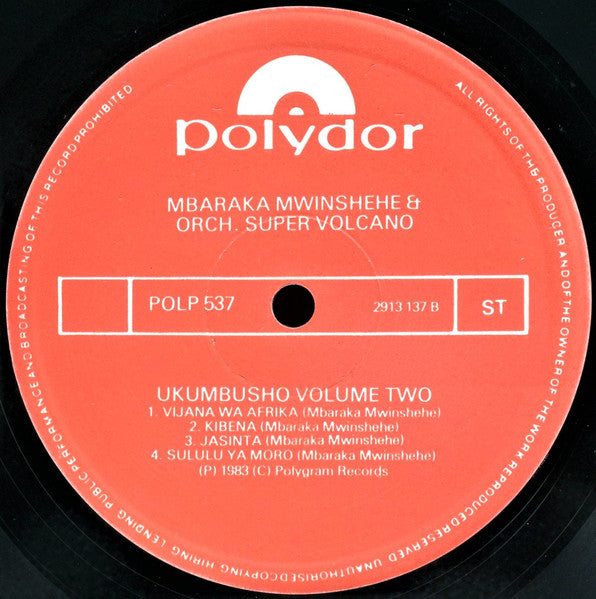 polydor
MBARAKA MWINSHEHE &
ORCH. SUPER VOLCANO
POLP 537
2913 137 B
ST
UKUMBUSHO VOLUME TWO
1. VIJANA WA AFRIKA (Mbaraka Mwinshehe)
2. KIBENA (Mbaraka Mwinshehe)
3. JASINTA (Mbaraka Mwinshehe)
4. SULULU YA MORO (Mbaraka Mwinshehe)
(P) 1983 (C) Polygram Records
ALL RIGHTS OF THE PRODUCER AND OF THE OWNER OF THE WORK REPRODUCED RESERVED UNAUTHORISED COPYING HIRING LENDING PUBLIC PERFORMANCE AND BROADCASTING OF THIS RECORD PROHIBITED